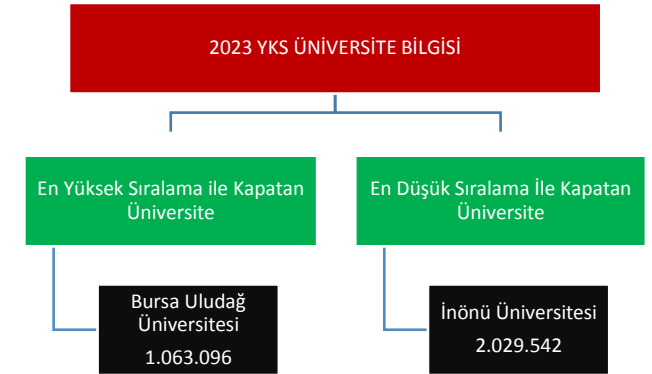 2023 YKS ÜNİVERSİTE BİLGİSİ
En Yüksek Sıralama ile Kapatan
Üniversite
En Düşük Sıralama İle Kapatan
Üniversite
Bursa Uludağ
Üniversitesi
1.063.096
İnönü Üniversitesi
2.029.542